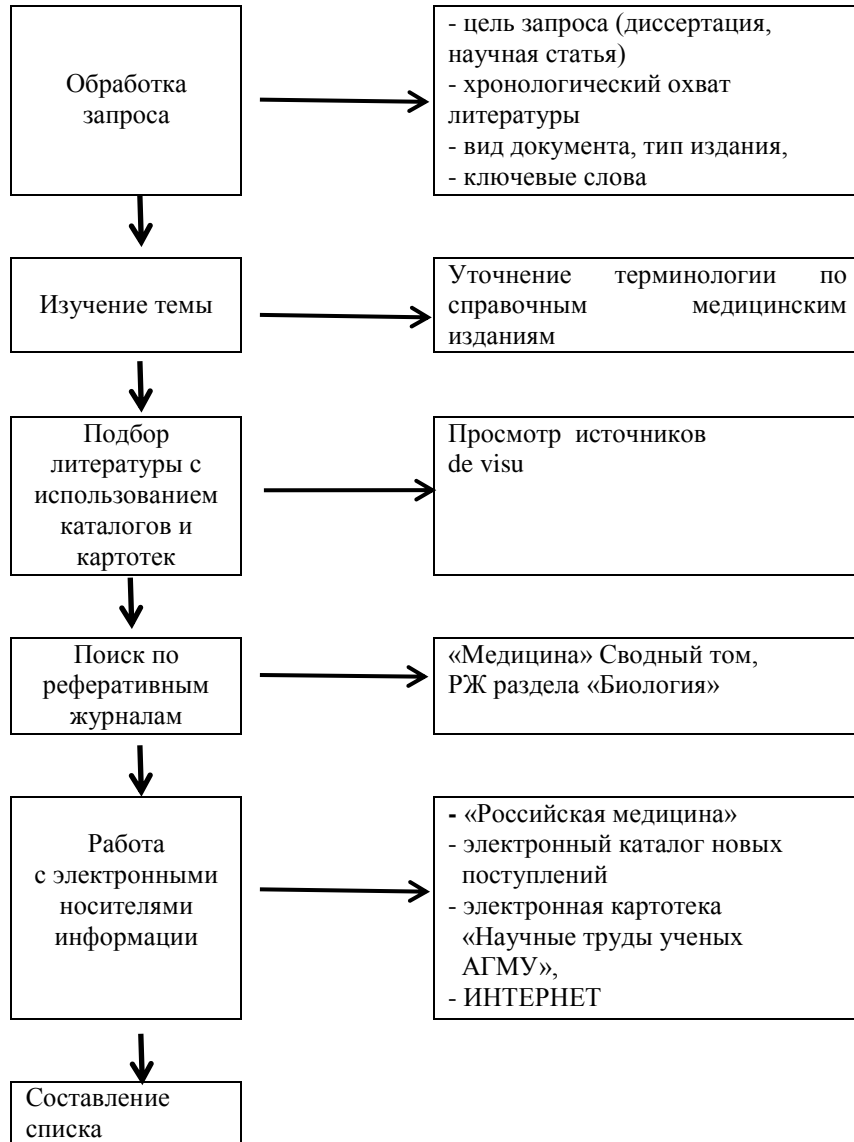 Обработка
запроса
- цель запроса (диссертация,
научная статья)
- хронологический охват
литературы
- вид документа, тип издания,
- ключевые слова
Изучение темы
Уточнение терминологии по
справочным медицинским
изданиям
Подбор
литературы с
использованием
каталогов и
картотек
Просмотр источников
de visu
Поиск по
реферативным
журналам
«Медицина» Сводный том,
РЖ раздела «Биология»
Работа
с электронными
носителями
информации
- «Российская медицина»
- электронный каталог новых
поступлений
- электронная картотека
«Научные труды ученых
АГМУ»,
- ИНТЕРНЕТ
Составление
списка